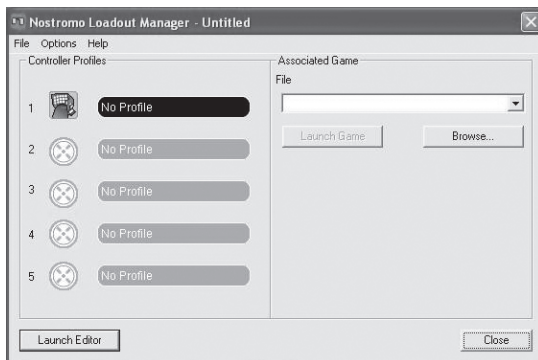 Nostromo Loadout Manager - Untitled
File Options Help
Controller Profiles
Associated Game
File
1 No Profile
Launch Game Browse...
2 No Profile
3 No Profile
4 No Profile
5 No Profile
Launch Editor Close